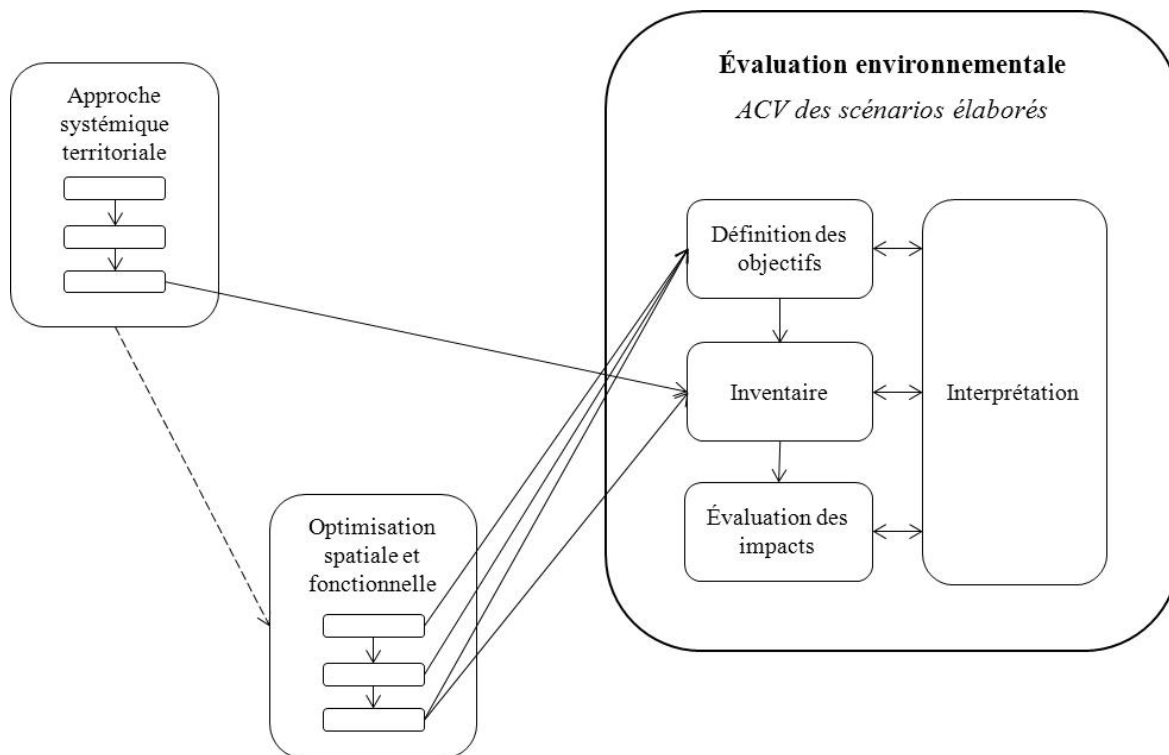 Approche
systémique
territoriale
Évaluation environnementale
ACV des scénarios élaborés
Définition des
objectifs
Inventaire
Évaluation des
impacts
Interprétation
Optimisation
spatiale et
fonctionnelle